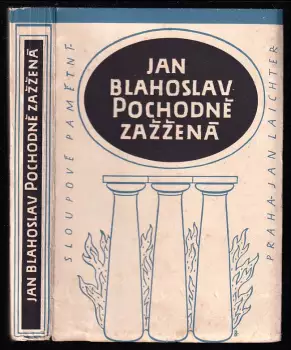 JAN BLAHOSLAV POCHODNĚ ZAŽŽENÁ
SLOUPOVÉ PAMĚTNÍ
JAN
BLAHOSLAV
POCHODNĚ
ZAŽŽENÁ
PRAHA-JAN LAICHTER